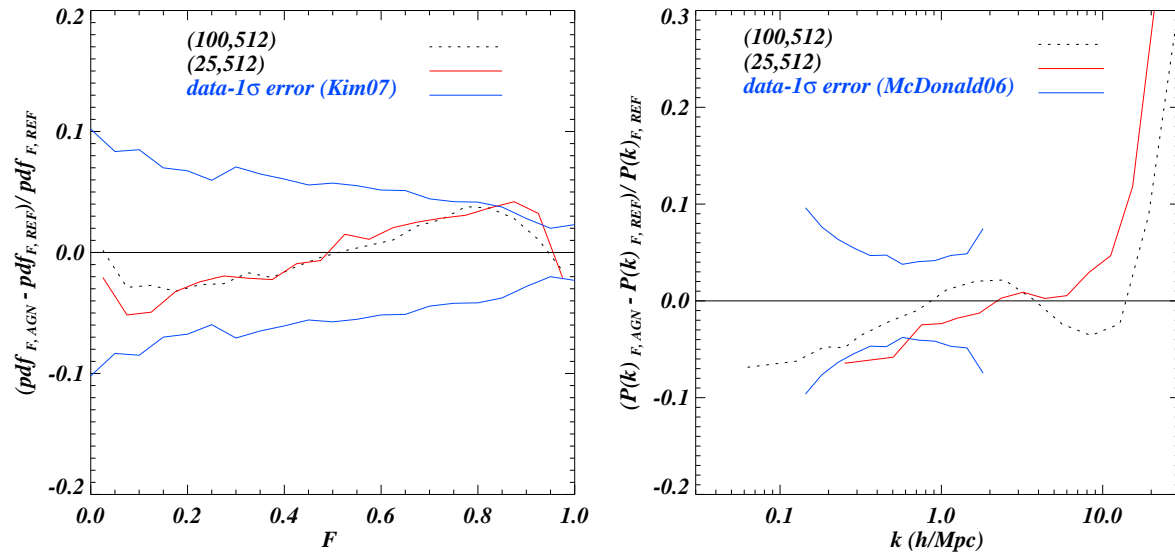 0.2
0.1
0.0
-0.1
-0.2
(pdf F, AGN - pdf F, REF)/ pdf F, REF
(100,512)
(25,512)
data-1σ error (Kim07)
0.0 0.2 0.4 0.6 0.8 1.0
F
0.3
0.2
0.1
0.0
-0.1
-0.2
(P(k) F, AGN - P(k) F, REF)/ P(k) F, REF
(100,512)
(25,512)
data-1σ error (McDonald06)
0.1 1.0 10.0
k (h/Mpc)